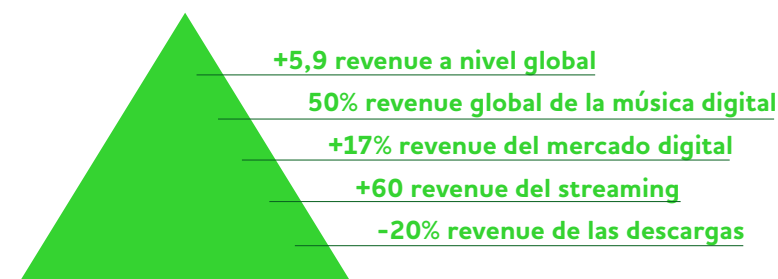 +5,9 revenue a nivel global
50% revenue global de la música digital
+17% revenue del mercado digital
+60 revenue del streaming
-20% revenue de las descargas